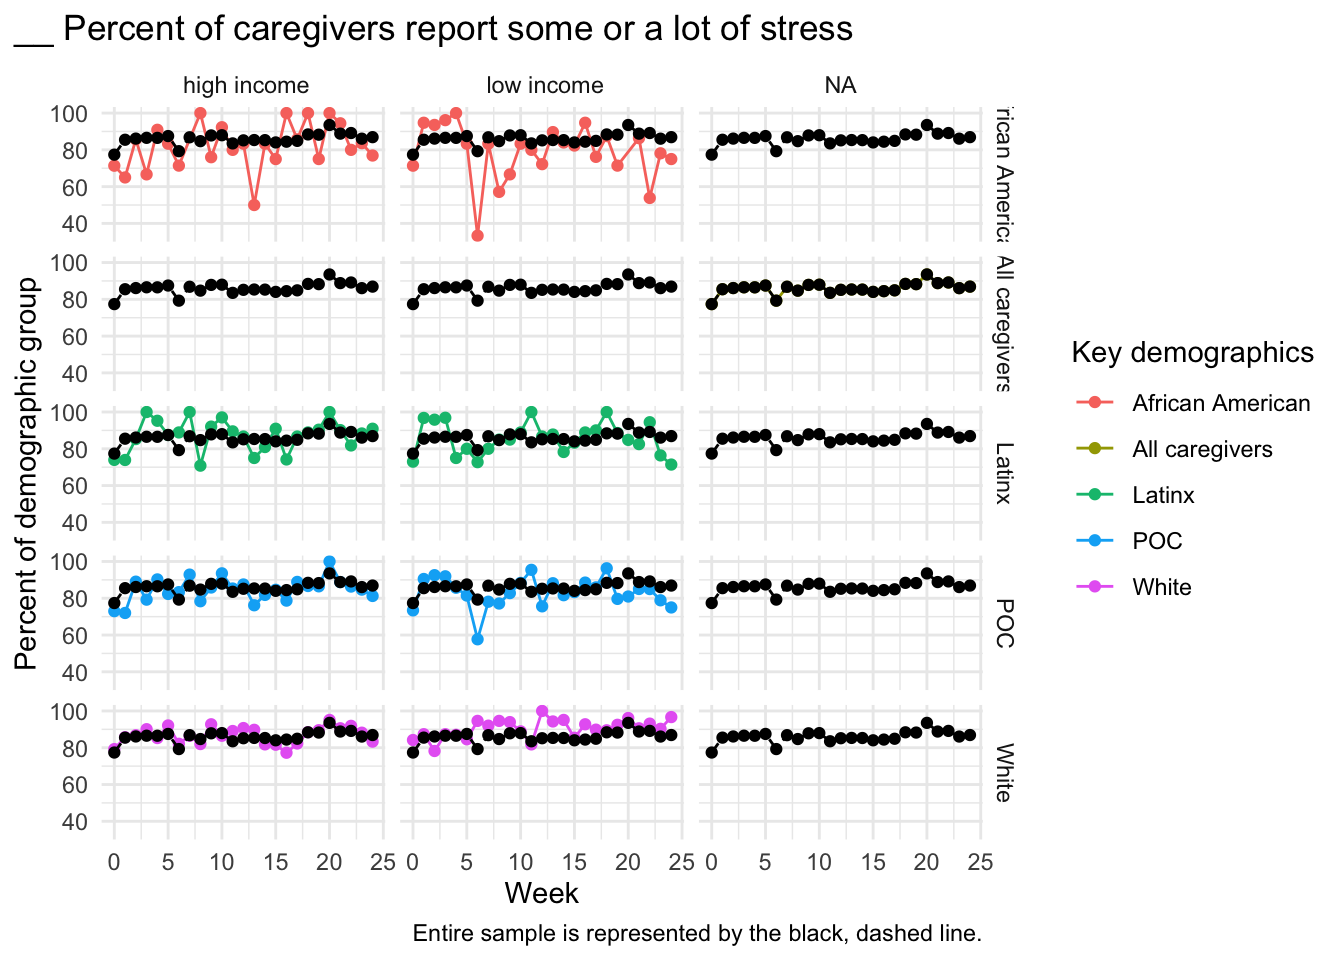 __ Percent of caregivers report some or a lot of stress
high income
low income
NA
100
80
60
40
rican Americ
100
80
60
40
All caregivers
100
80
60
40
Latinx
100
80
60
40
POC
100
80
60
40
White
Percent of demographic group
0 5 10 15 20 25
0 5 10 15 20 25
0 5 10 15 20 25
Week
Entire sample is represented by the black, dashed line.
Key demographics
African American
All caregivers
Latinx
POC
White